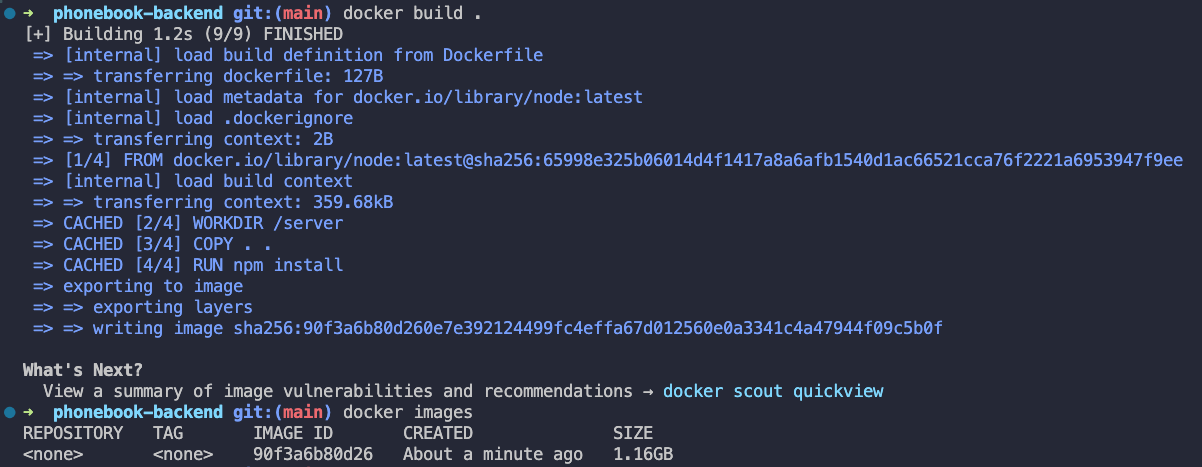 ➜  phonebook-backend git:(main) docker build .
[+] Building 1.2s (9/9) FINISHED
 => [internal] load build definition from Dockerfile
 => => transferring dockerfile: 127B
 => [internal] load metadata for docker.io/library/node:latest
 => [internal] load .dockerignore
 => => transferring context: 2B
 => [1/4] FROM docker.io/library/node:latest@sha256:65998e325b06014d4f1417a8a6afb1540d1ac66521cca76f2221a6953947f9ee
 => [internal] load build context
 => => transferring context: 359.68kB
 => CACHED [2/4] WORKDIR /server
 => CACHED [3/4] COPY . .
 => CACHED [4/4] RUN npm install
 => exporting to image
 => => exporting layers
 => => writing image sha256:90f3a6b80d260e7e392124499fc4effa67d012560e0a3341c4a47944f09c5b0f
What's Next?
  View a summary of image vulnerabilities and recommendations → docker scout quickview
➜  phonebook-backend git:(main) docker images
REPOSITORY   TAG       IMAGE ID       CREATED              SIZE
<none>       <none>    90f3a6b80d26   About a minute ago   1.16GB